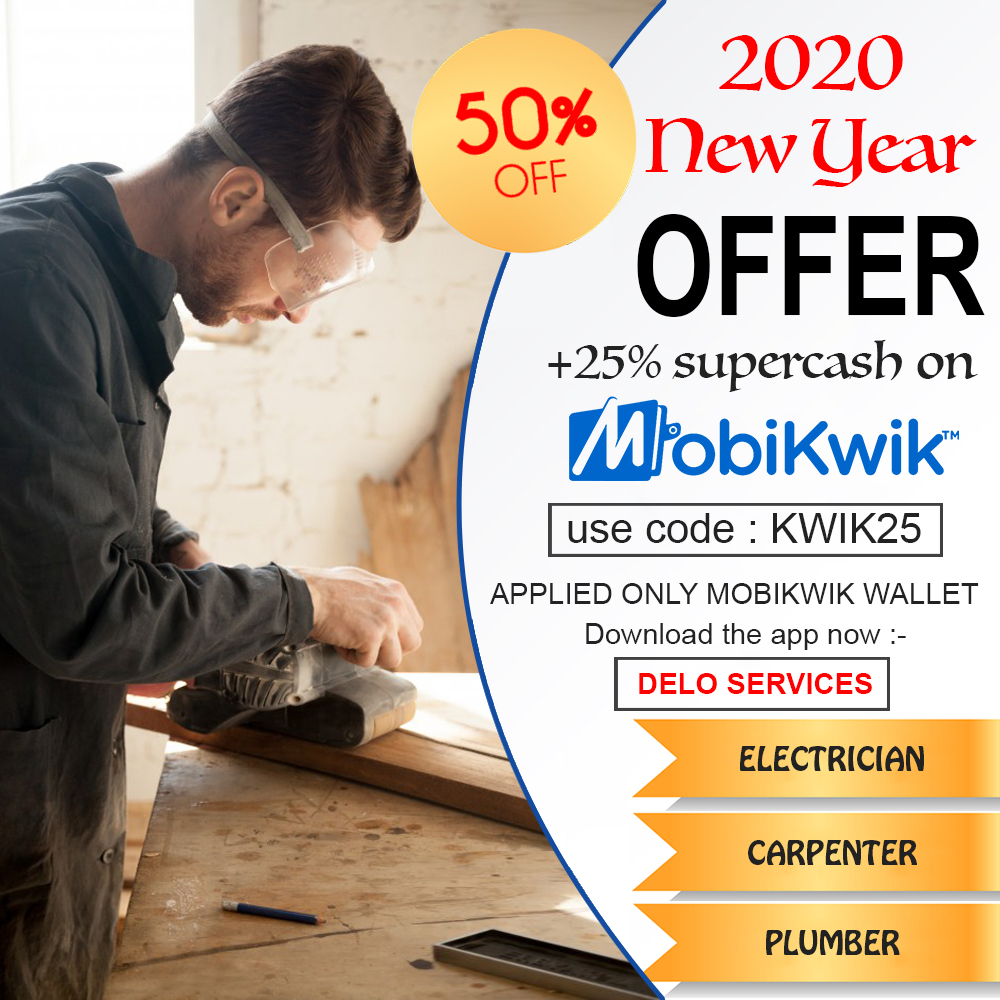 50%
OFF
2020
New Year
OFFER
+25% supercash on
MobiKwik™
use code : KWIK25
APPLIED ONLY MOBIKWIK WALLET
Download the app now :-
DELO SERVICES
ELECTRICIAN
CARPENTER
PLUMBER